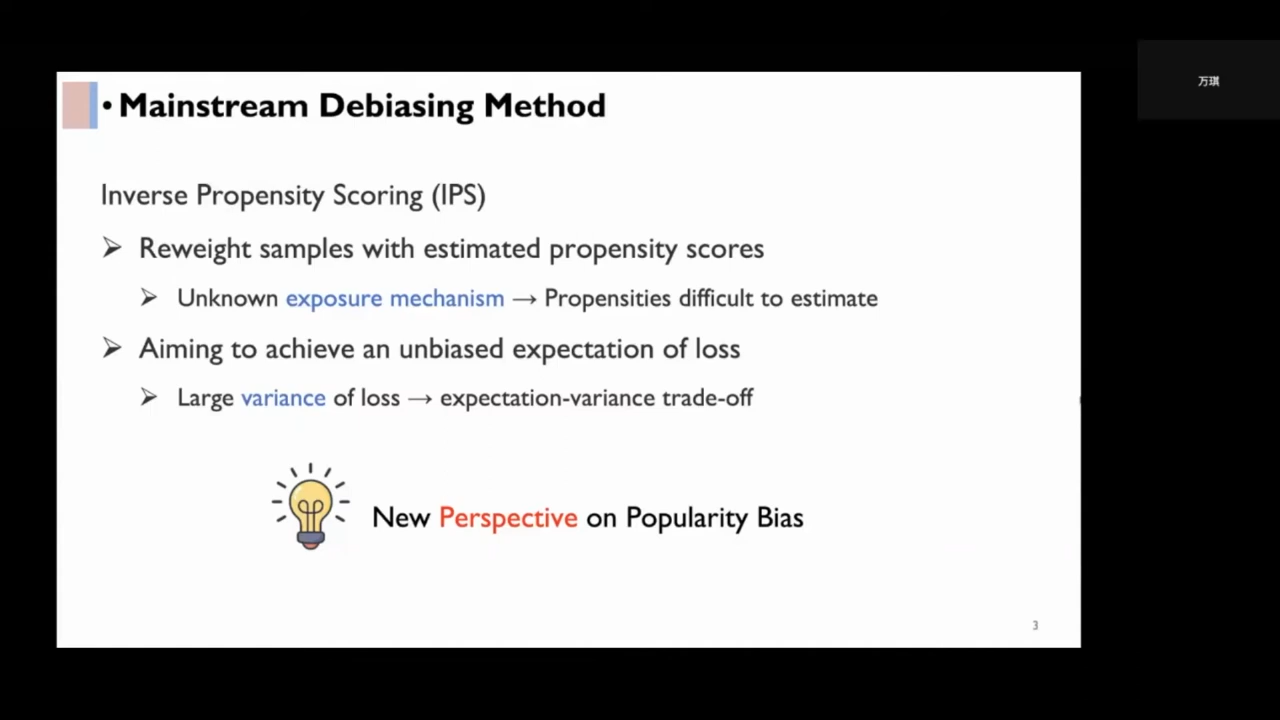 • Mainstream Debiasing Method
Inverse Propensity Scoring (IPS)
➢ Reweight samples with estimated propensity scores
➢ Unknown exposure mechanism → Propensities difficult to estimate
➢ Aiming to achieve an unbiased expectation of loss
➢ Large variance of loss → expectation-variance trade-off
New Perspective on Popularity Bias
3
万琪